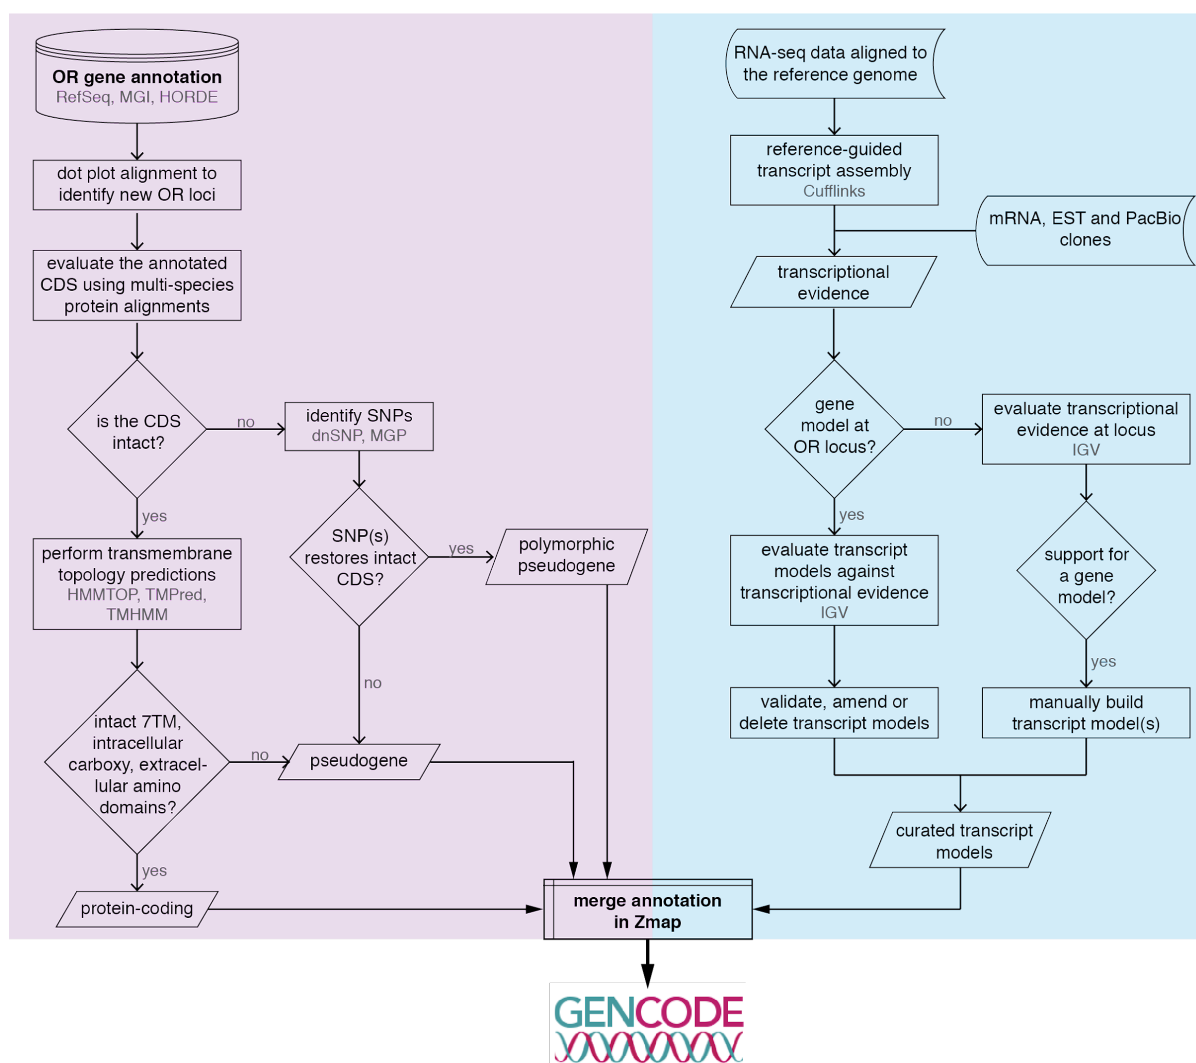 OR gene annotation
RefSeq, MGI, HORDE
dot plot alignment to
identify new OR loci
evaluate the annotated
CDS using multi-species
protein alignments
is the CDS
intact?
no
identify SNPs
dnSNP, MGP
yes
perform transmembrane
topology predictions
HMMTOP, TMPred,
TMHMM
SNP(s)
restores intact
CDS?
yes
polymorphic
pseudogene
no
intact 7TM,
intracellular
carboxy, extracel-
lular amino
domains?
no
pseudogene
yes
protein-coding
RNA-seq data aligned to
the reference genome
reference-guided
transcript assembly
Cufflinks
mRNA, EST and PacBio
clones
transcriptional
evidence
gene
model at
OR locus?
no
evaluate transcriptional
evidence at locus
IGV
yes
evaluate transcript
models against
transcriptional evidence
IGV
support for
a gene
model?
yes
validate, amend or
delete transcript models
manually build
transcript model(s)
curated transcript
models
merge annotation
in Zmap
GENCODE